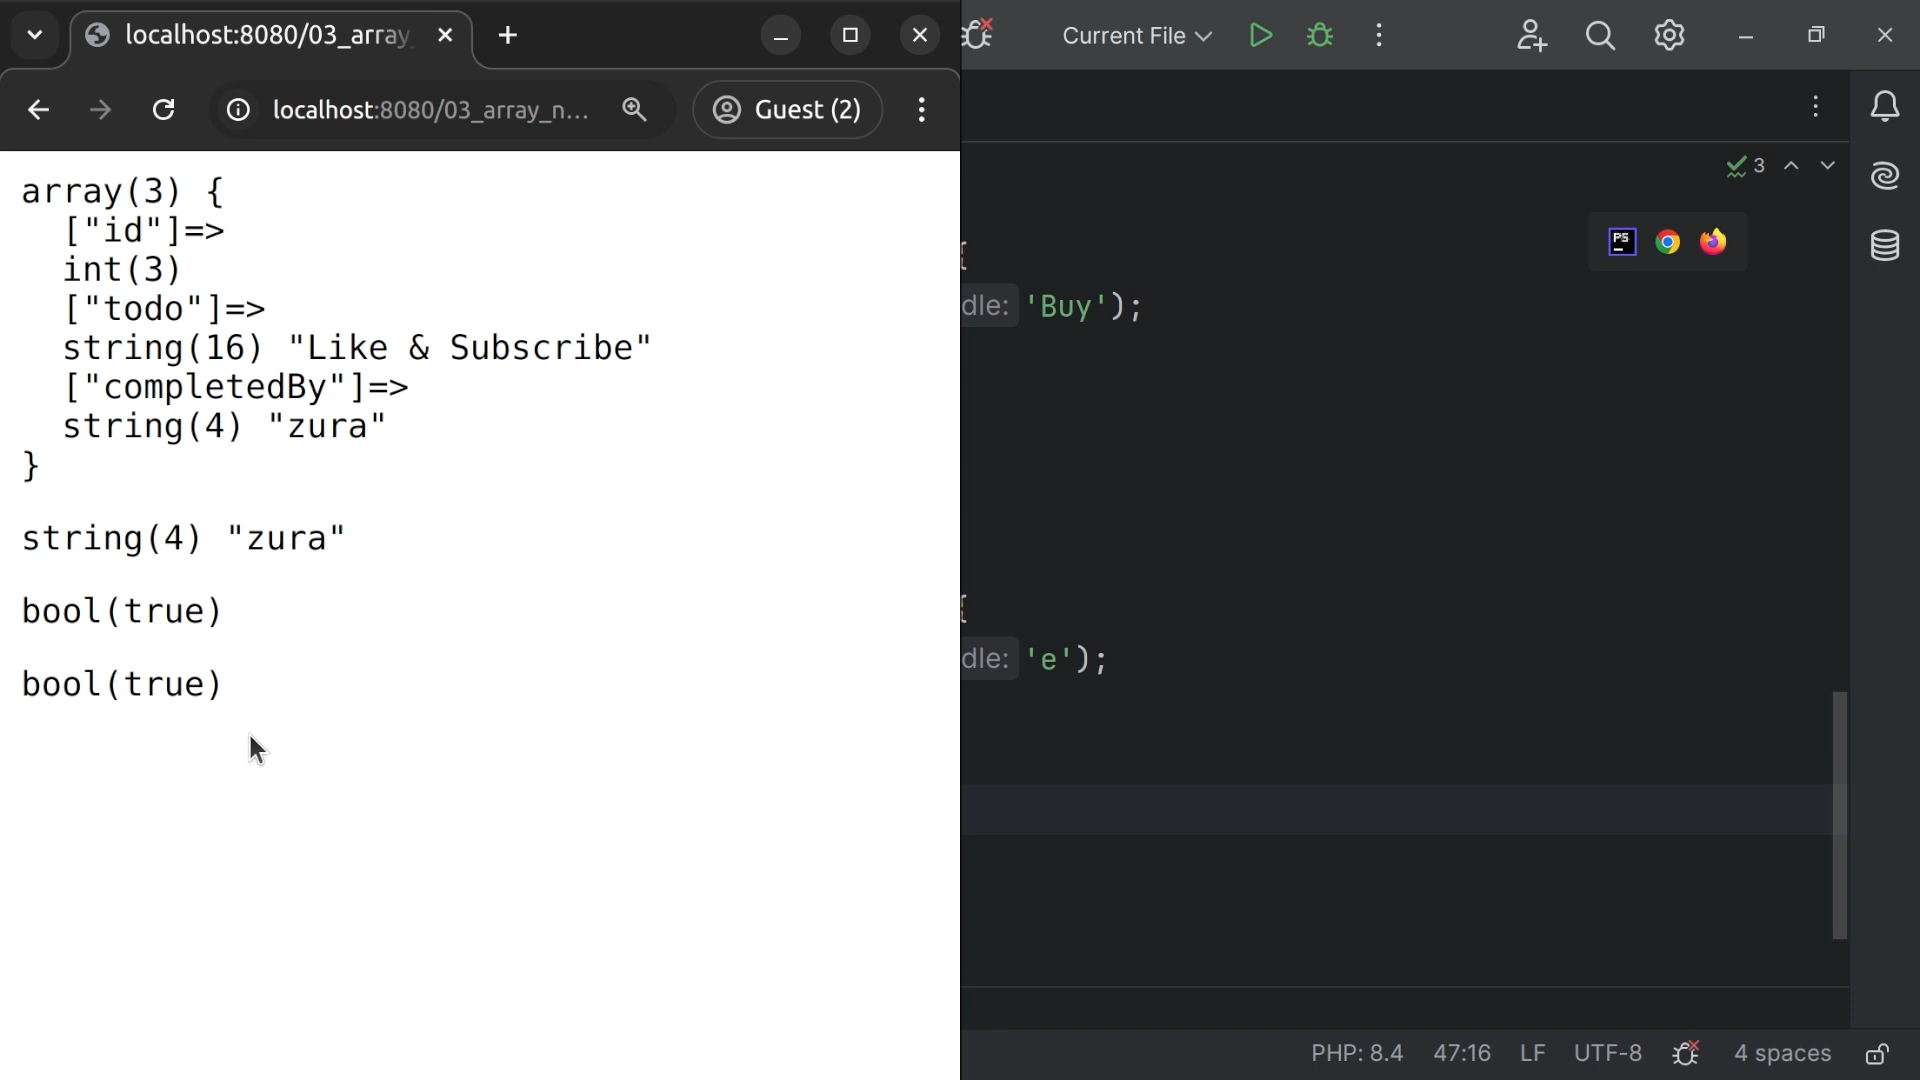 localhost:8080/03_array
Current File
localhost:8080/03_array_n...
Guest (2)
3
PS
array(3) {
["id"]=>
int(3)
["todo"]=>
string(16) "Like & Subscribe"
["completedBy"]=>
string(4) "zura"
}
string(4) "zura"
bool(true)
bool(true)
{
dle: 'Buy');
{
dle: 'e');
PHP: 8.4 47:16 LF UTF-8 4 spaces